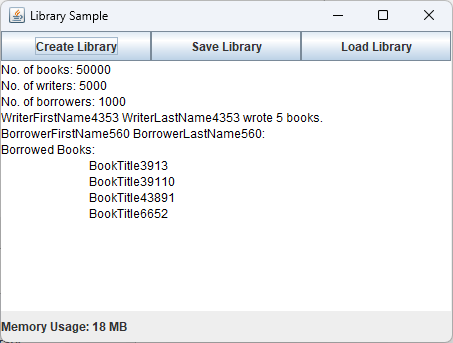 Library Sample
Create Library Save Library Load Library
No. of books: 50000
No. of writers: 5000
No. of borrowers: 1000
WriterFirstName4353 WriterLastName4353 wrote 5 books.
BorrowerFirstName560 BorrowerLastName560:
Borrowed Books:
BookTitle3913
BookTitle39110
BookTitle43891
BookTitle6652
Memory Usage: 18 MB